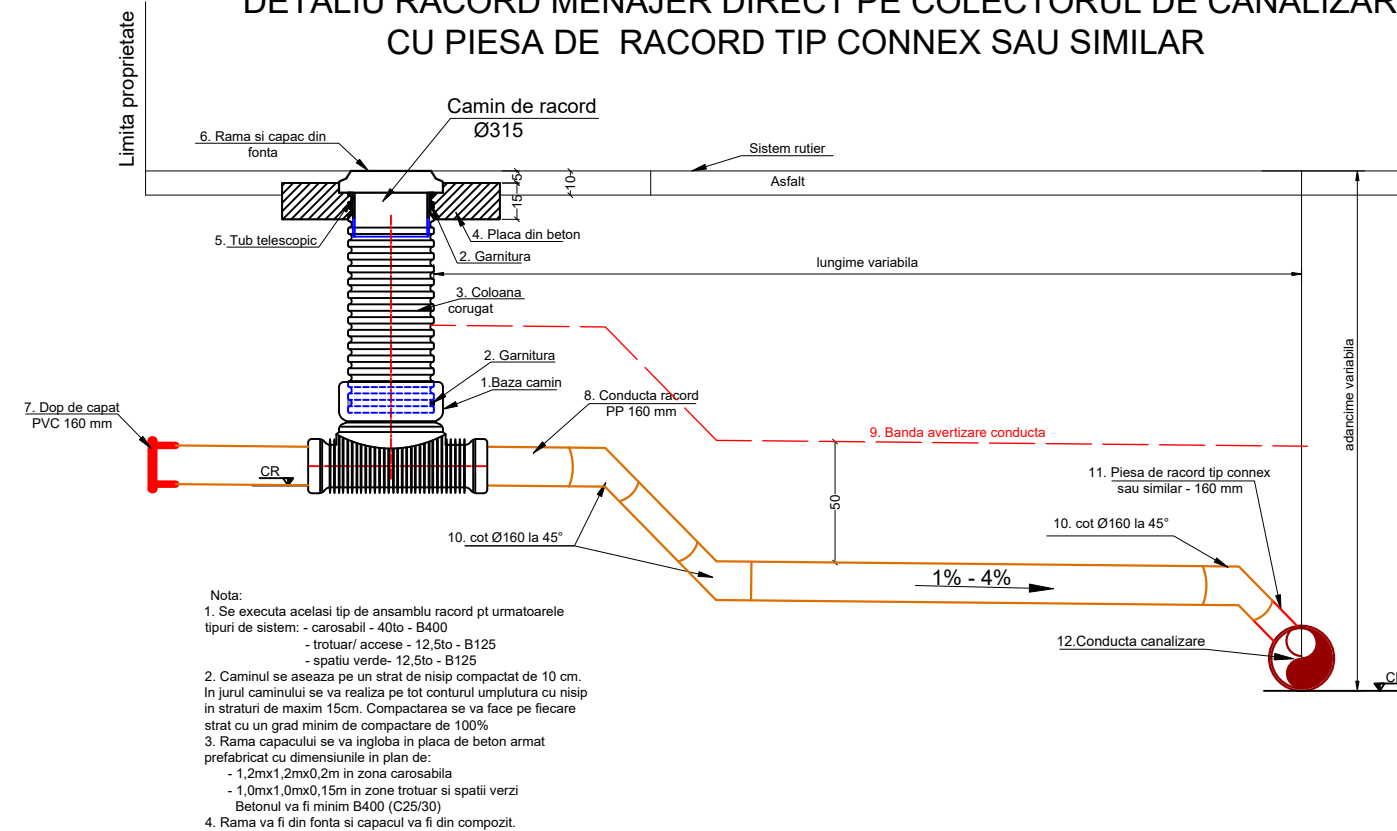 DETALIU RACORD MENAJER DIRECT PE COLECTORUL DE CANALIZAR
CU PIESA DE RACORD TIP CONNEX SAU SIMILAR
Limita proprietate
Camin de racord
Ø315
6. Rama si capac din
fonta
Sistem rutier
Asfalt
5
15
10
5. Tub telescopic
4. Placa din beton
2. Garnitura
lungime variabila
3. Coloana
corugat
adancime variabila
2. Garnitura
1.Baza camin
8. Conducta racord
PP 160 mm
7. Dop de capat
PVC 160 mm
9. Banda avertizare conducta
CR
11. Piesa de racord tip connex
sau similar - 160 mm
50
10. cot Ø160 la 45°
10. cot Ø160 la 45°
1% - 4%
12.Conducta canalizare
Nota:
1. Se executa acelasi tip de ansamblu racord pt urmatoarele
tipuri de sistem: - carosabil - 40to - B400
- trotuar/ accese - 12,5to - B125
- spatiu verde- 12,5to - B125
2. Caminul se aseaza pe un strat de nisip compactat de 10 cm.
In jurul caminului se va realiza pe tot conturul umplutura cu nisip
in straturi de maxim 15cm. Compactarea se va face pe fiecare
strat cu un grad minim de compactare de 100%
3. Rama capacului se va ingloba in placa de beton armat
prefabricat cu dimensiunile in plan de:
- 1,2mx1,2mx0,2m in zona carosabila
- 1,0mx1,0mx0,15m in zone trotuar si spatii verzi
Betonul va fi minim B400 (C25/30)
4. Rama va fi din fonta si capacul va fi din compozit.